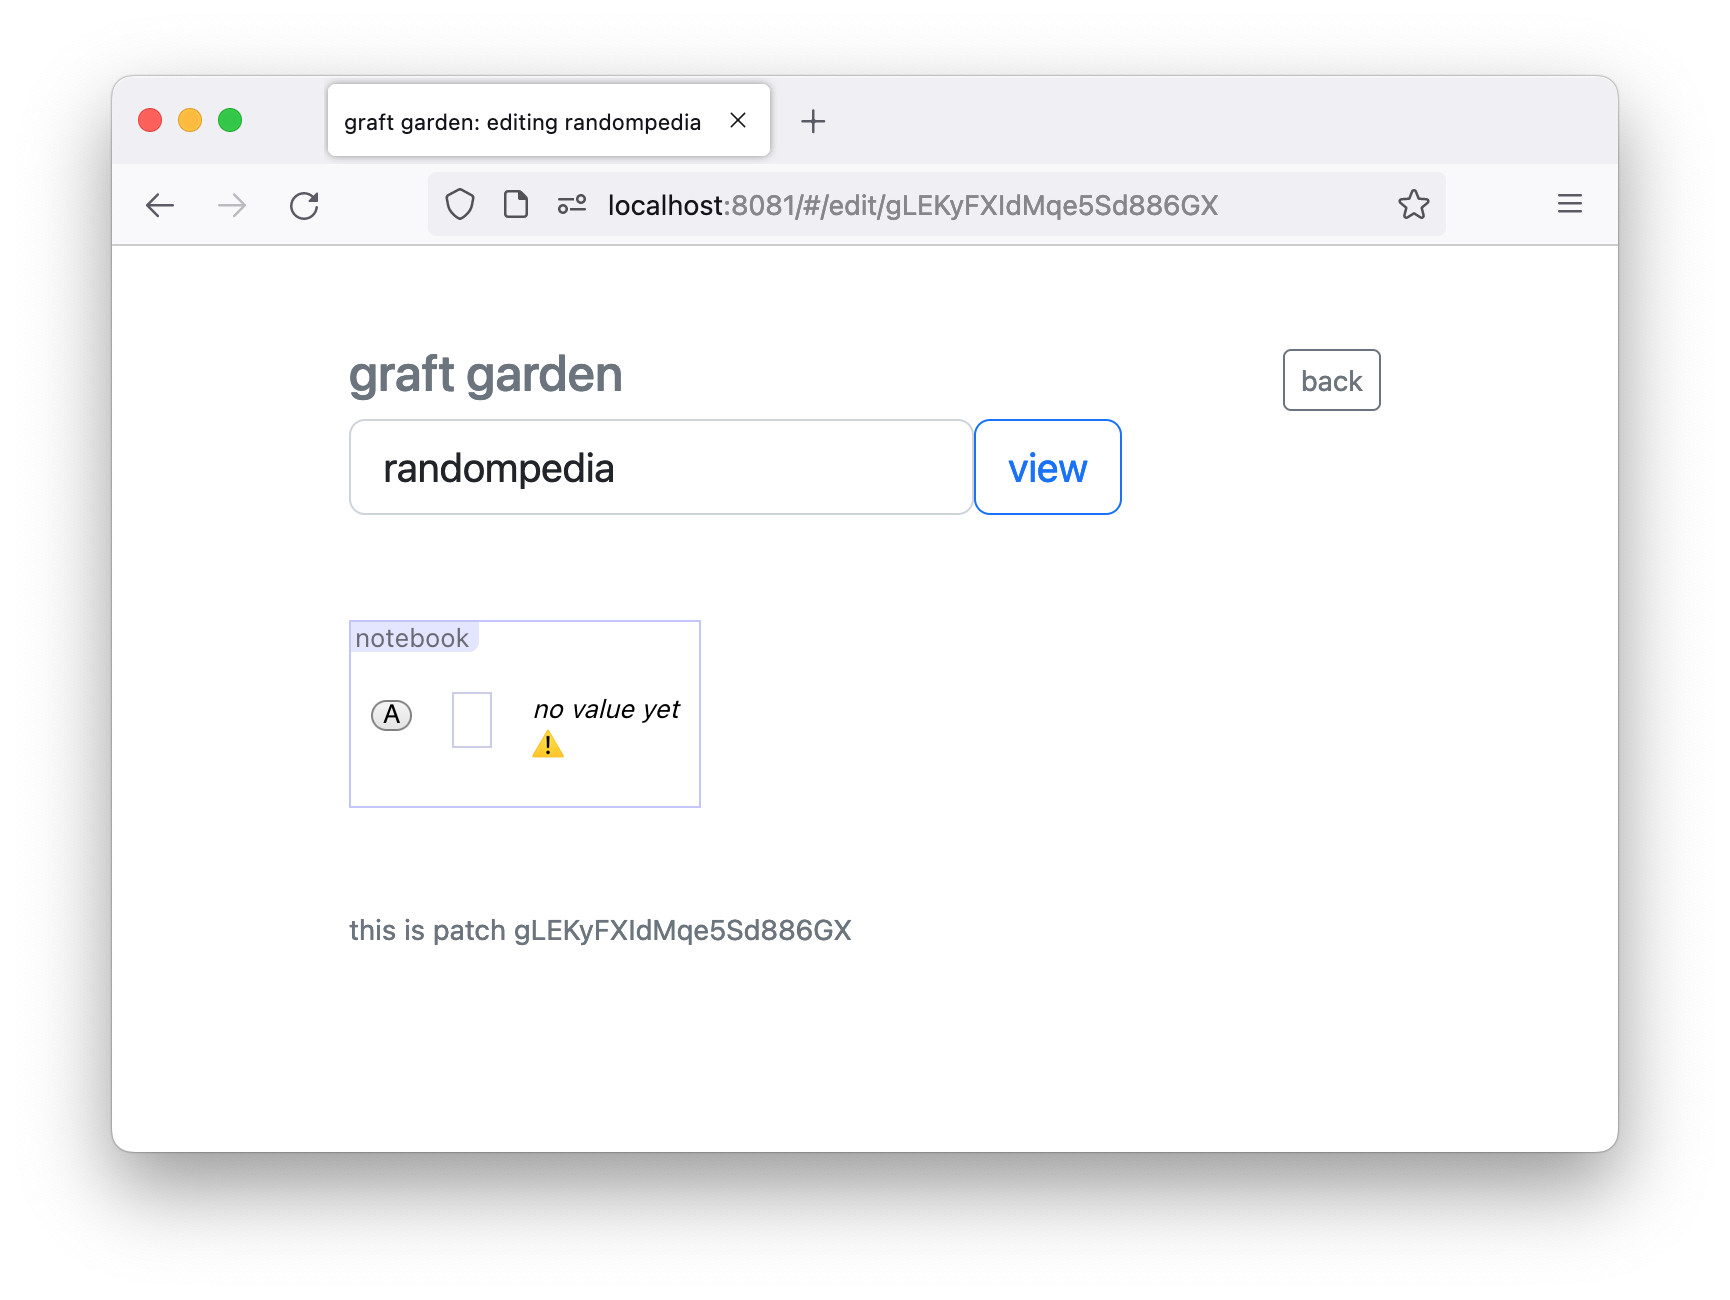 graft garden: editing randompedia
localhost:8081/#/edit/gLEKyFXIdMqe5Sd886GX
graft garden
back
randompedia
view
notebook
A
no value yet
this is patch gLEKyFXIdMqe5Sd886GX